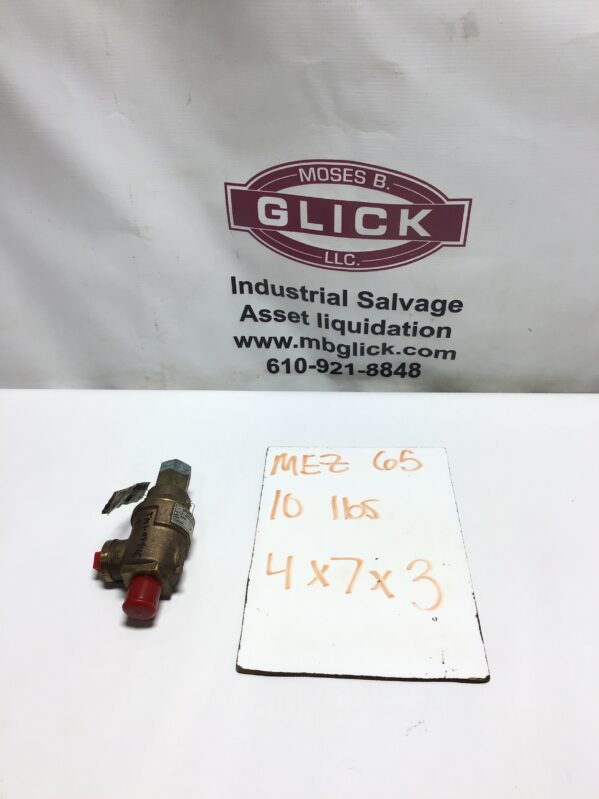 MOSES B.
GLICK
LLC.
Industrial Salvage
Asset liquidation
www.mbglick.com
610-921-8848
MEZ 65
10 lbs
4x7x3